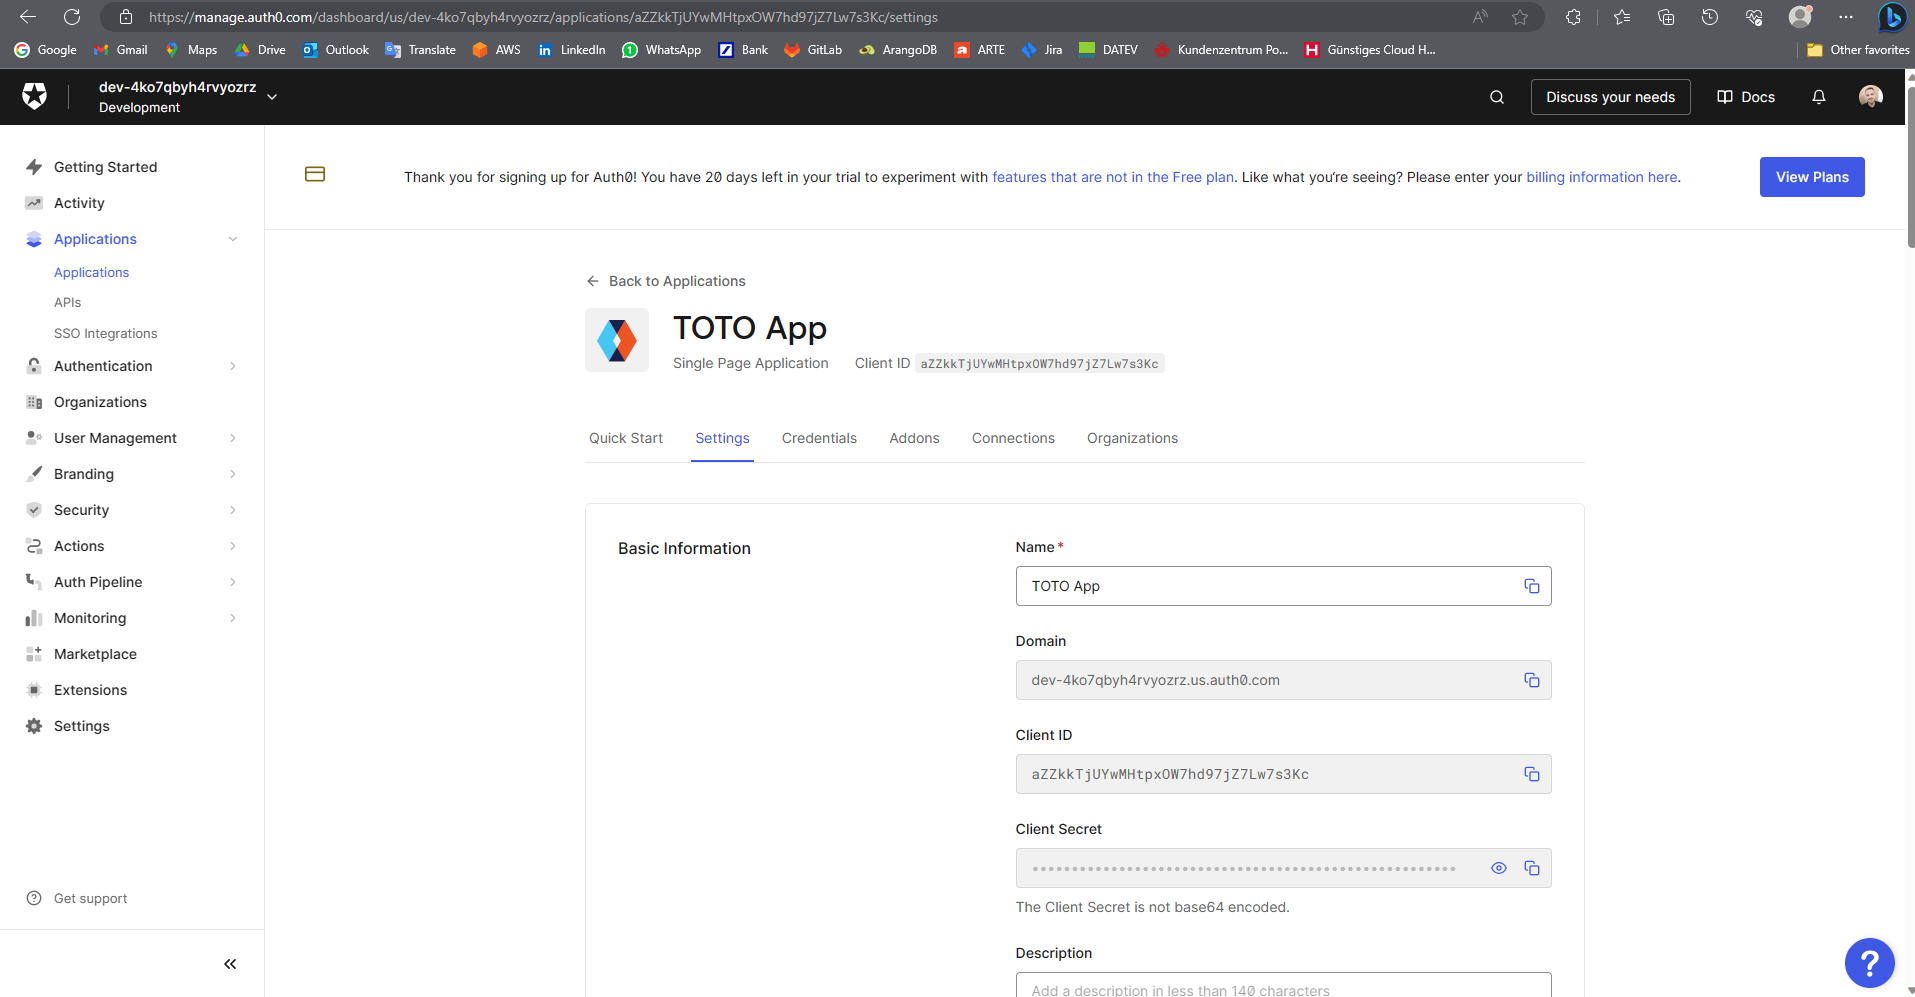 https://manage.auth0.com/dashboard/us/dev-4ko7qbyh4rvyozrz/applications/aZZkkTjUYwMHtpxOW7hd97jZ7Lw7s3Kc/settings
Google Gmail Maps Drive Outlook Translate AWS LinkedIn WhatsApp Bank GitLab ArangoDB ARTE Jira DATEV Kundenzentrum Po... Günstiges Cloud H... Other favorites
dev-4ko7qbyh4rvyozrz
Development
Discuss your needs
Docs
Getting Started
Activity
Applications
Applications
APIs
SSO Integrations
Authentication
Organizations
User Management
Branding
Security
Actions
Auth Pipeline
Monitoring
Marketplace
Extensions
Settings
Get support
Thank you for signing up for Auth0! You have 20 days left in your trial to experiment with features that are not in the Free plan. Like what you're seeing? Please enter your billing information here.
View Plans
Back to Applications
TOTO App
Single Page Application Client ID aZZkkTjUYwMHtpxOW7hd97jZ7Lw7s3Kc
Quick Start Settings Credentials Addons Connections Organizations
Basic Information
Name *
TOTO App
Domain
dev-4ko7qbyh4rvyozrz.us.auth0.com
Client ID
aZZkkTjUYwMHtpxOW7hd97jZ7Lw7s3Kc
Client Secret
The Client Secret is not base64 encoded.
Description
Add a description in less than 140 characters
?